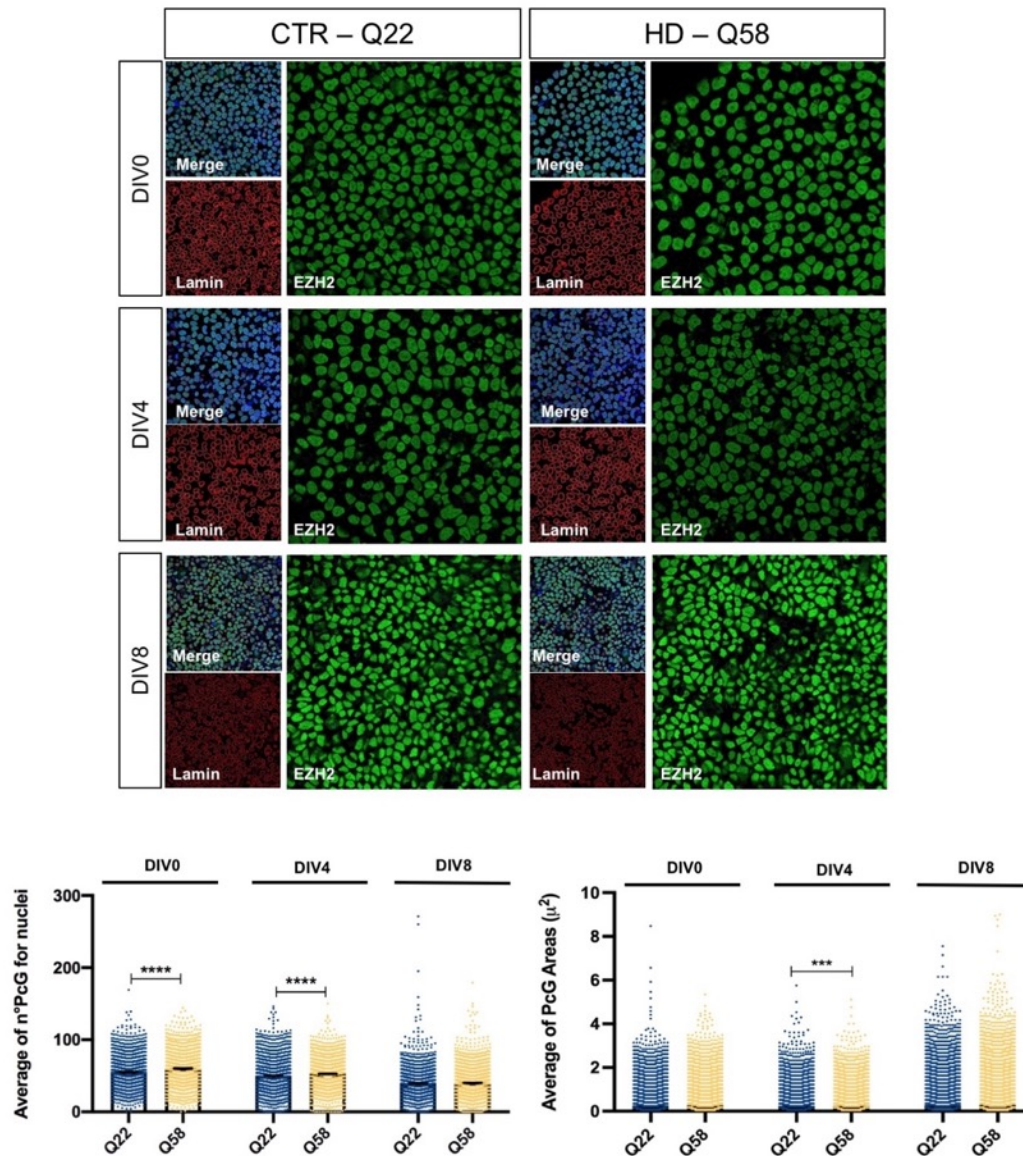 CTR – Q22
HD – Q58
DIV0
Merge
Lamin
EZH2
Merge
Lamin
EZH2
DIV4
Merge
Lamin
EZH2
Merge
Lamin
EZH2
DIV8
Merge
Lamin
EZH2
Merge
Lamin
EZH2
Average of n°PcG for nuclei
DIV0
DIV4
DIV8
300
200
100
0
****
****
Q22
Q58
Q22
Q58
Q22
Q58
Average of PcG Areas (μ²)
DIV0
DIV4
DIV8
10
8
6
4
2
0
***
Q22
Q58
Q22
Q58
Q22
Q58